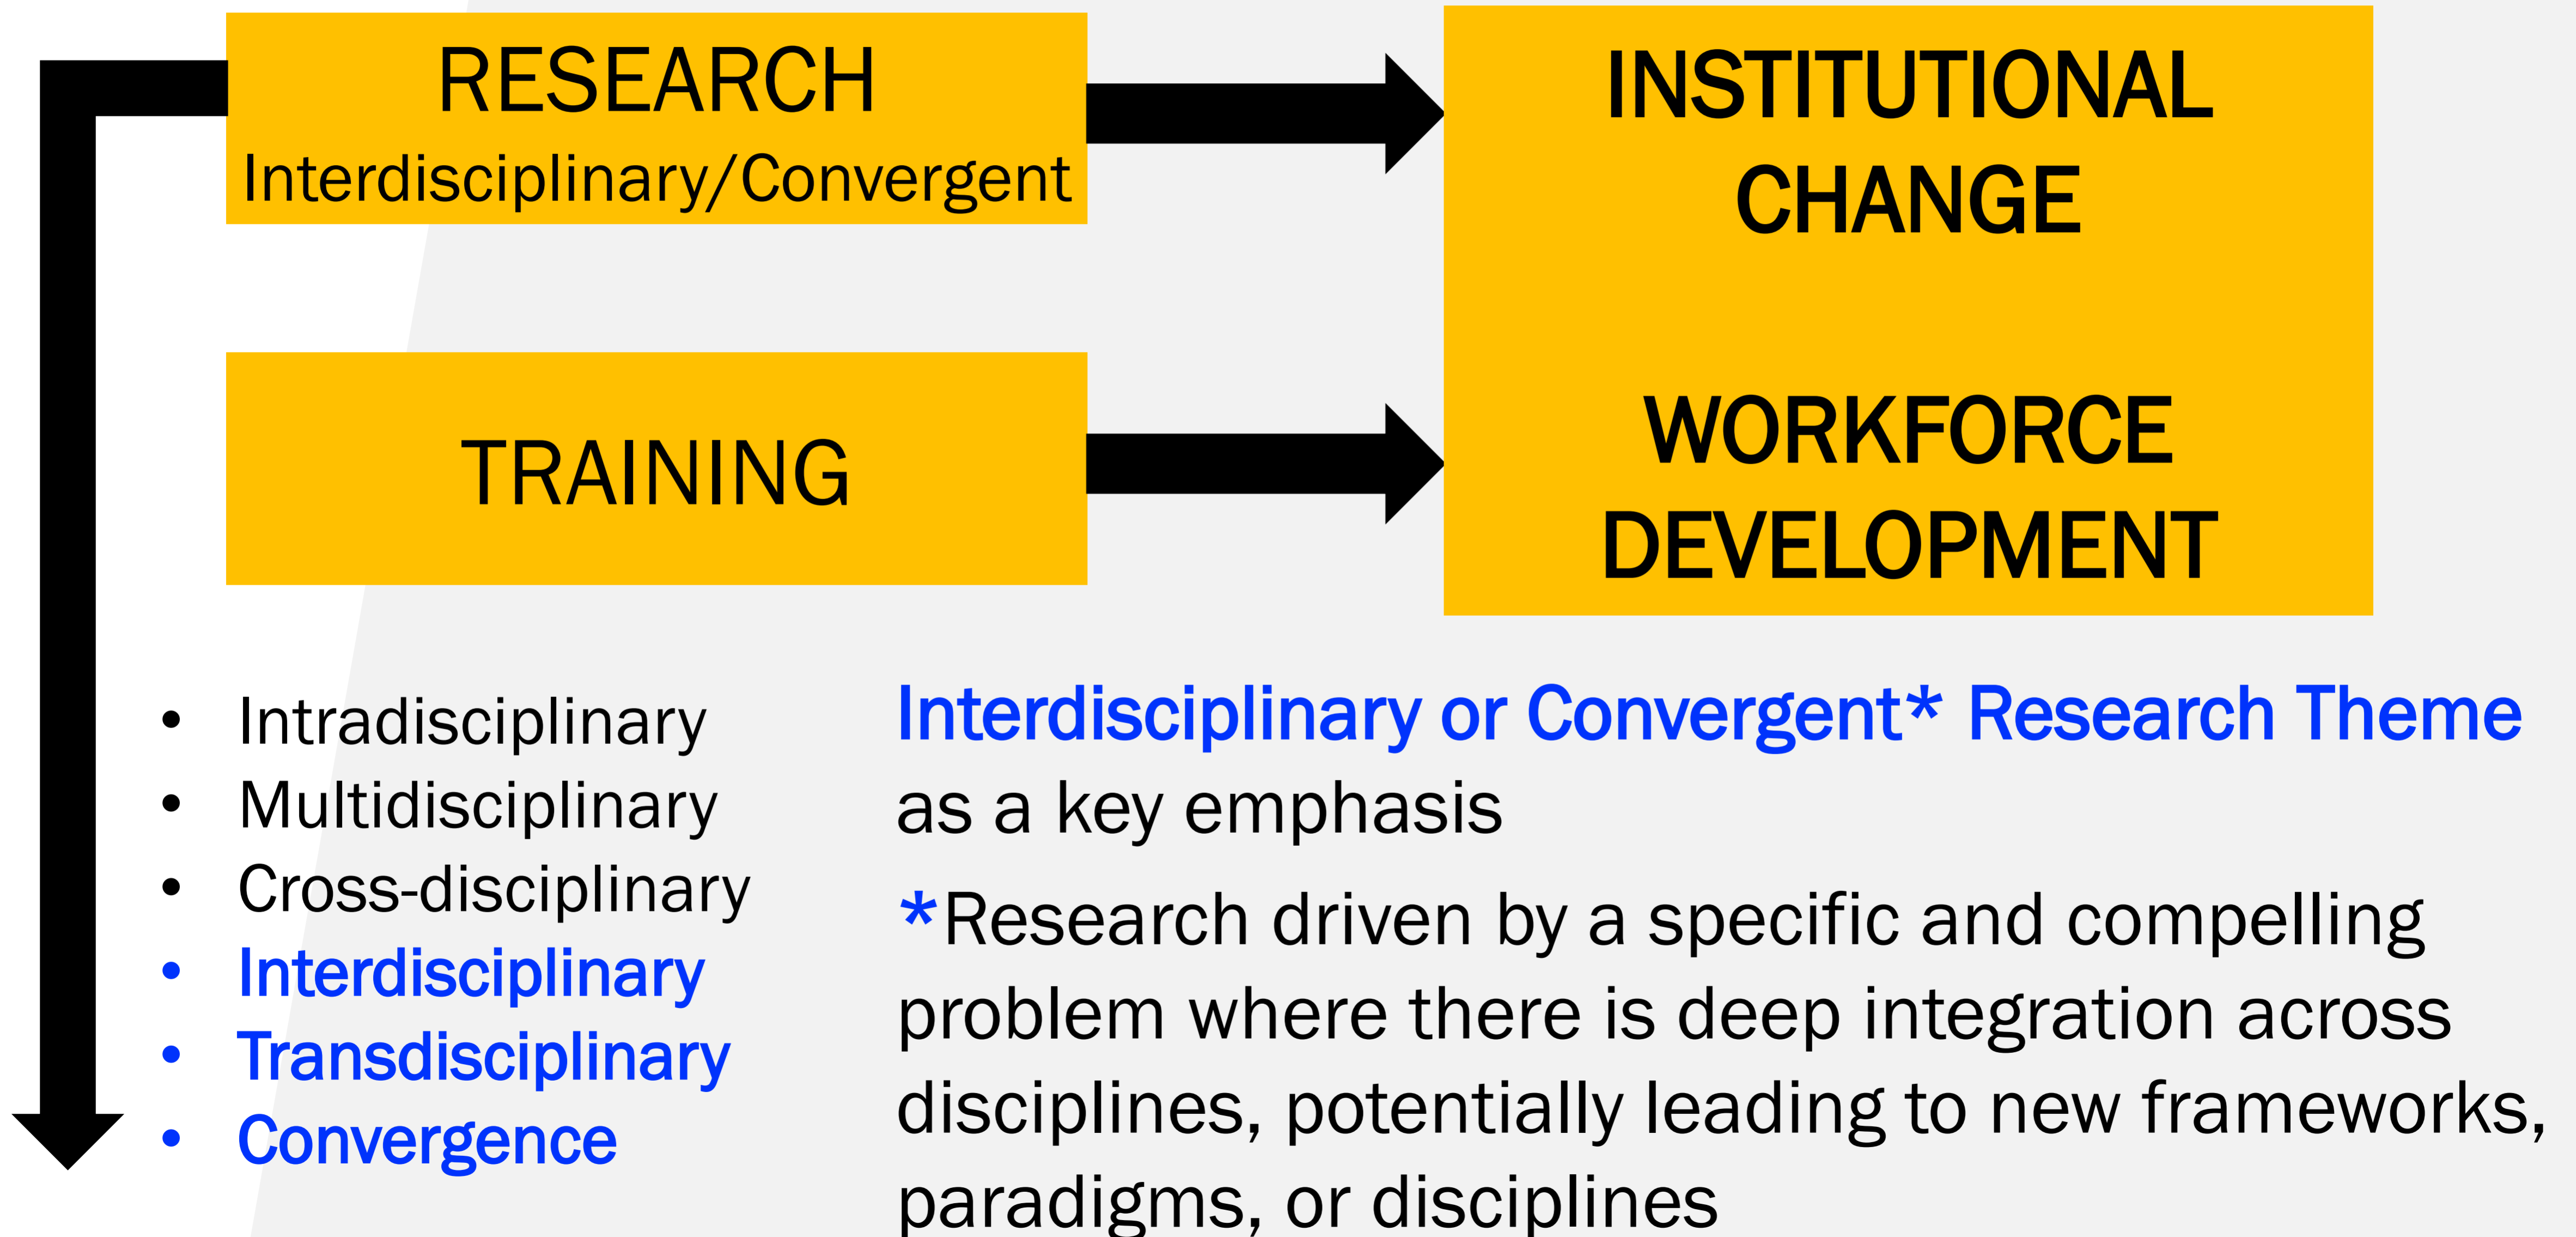 RESEARCH
Interdisciplinary/Convergent
INSTITUTIONAL
CHANGE
TRAINING
WORKFORCE
DEVELOPMENT
• Intradisciplinary
• Multidisciplinary
• Cross-disciplinary
• Interdisciplinary
• Transdisciplinary
• Convergence
Interdisciplinary or Convergent* Research Theme
as a key emphasis
*Research driven by a specific and compelling
problem where there is deep integration across
disciplines, potentially leading to new frameworks,
paradigms, or disciplines